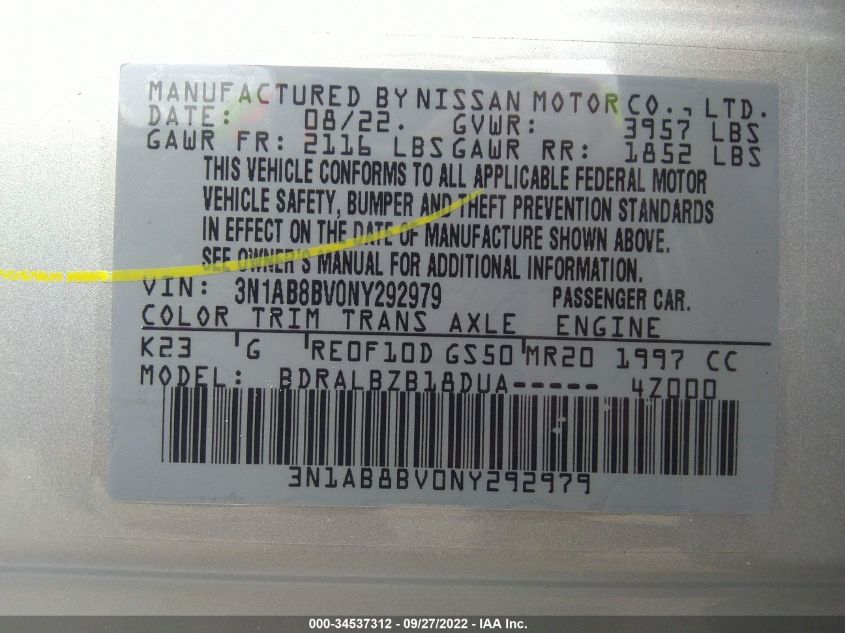 MANUFACTURED BY NISSAN MOTOR CO., LTD.
DATE: 08/22. GVWR: 3957 LBS
GAWR FR: 2116 LBS GAWR RR: 1852 LBS
THIS VEHICLE CONFORMS TO ALL APPLICABLE FEDERAL MOTOR
VEHICLE SAFETY, BUMPER AND THEFT PREVENTION STANDARDS
IN EFFECT ON THE DATE OF MANUFACTURE SHOWN ABOVE.
SEE OWNER'S MANUAL FOR ADDITIONAL INFORMATION.
VIN: 3N1AB8BV0NY292979 PASSENGER CAR.
COLOR TRIM TRANS AXLE ENGINE
K23 G RE0F10D GS50 MR20 1997 CC
MODEL: BDRALBZB18DUA----- 4Z000
3N1AB8BV0NY292979
000-34537312 - 09/27/2022 - IAA Inc.